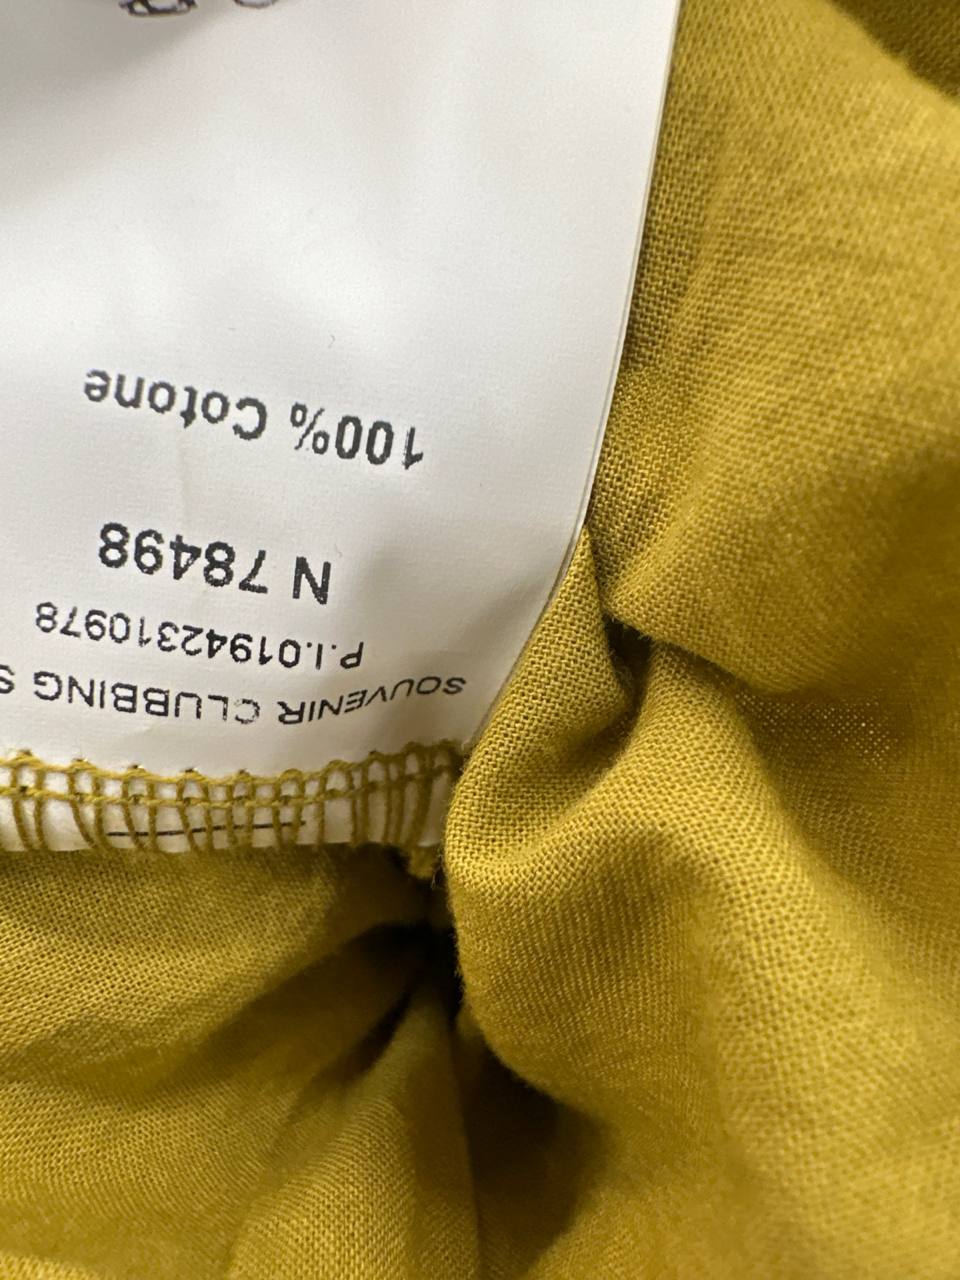 SOUVENIR CLUBBING S
P.I.01942310978
N 78498
100% Cotone